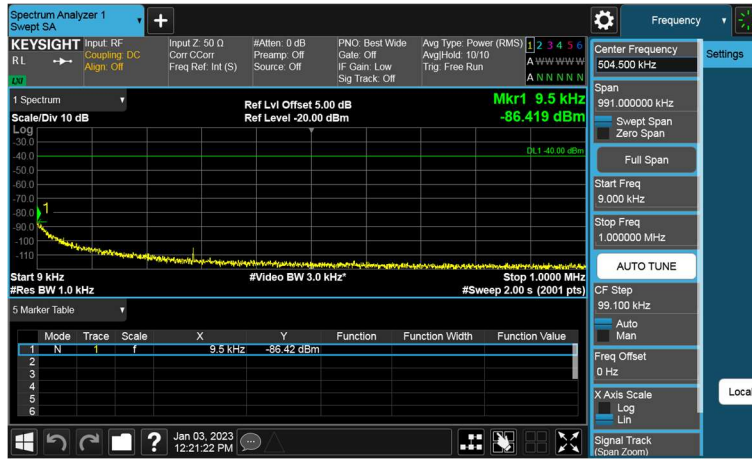 Spectrum Analyzer 1
Swept SA
Frequency
KEYSIGHT
R L
LXI
Input: RF
Coupling: DC
Align: Off
Input Z: 50 Ω
Corr CCorr
Freq Ref: Int (S)
#Atten: 0 dB
Preamp: Off
Source: Off
PNO: Best Wide
Gate: Off
IF Gain: Low
Sig Track: Off
Avg Type: Power (RMS)
Avg|Hold: 10/10
Trig: Free Run
1 2 3 4 5 6
A W W W W W
A N N N N N
1 Spectrum
Scale/Div 10 dB
Ref Lvl Offset 5.00 dB
Ref Level -20.00 dBm
Mkr1 9.5 kHz
-86.419 dBm
Log
-30.0
-40.0
-50.0
-60.0
-70.0
-80.0
-90.0
-100
-110
DL1 -40.00 dBm
1
Start 9 kHz
#Res BW 1.0 kHz
#Video BW 3.0 kHz*
Stop 1.0000 MHz
#Sweep 2.00 s (2001 pts)
5 Marker Table
Mode Trace Scale X Y Function Function Width Function Value
1 N 1 f 9.5 kHz -86.42 dBm
2
3
4
5
6
Jan 03, 2023
12:21:22 PM
Center Frequency
504.500 kHz
Settings
Span
991.000000 kHz
Swept Span
Zero Span
Full Span
Start Freq
9.000 kHz
Stop Freq
1.000000 MHz
AUTO TUNE
CF Step
99.100 kHz
Auto
Man
Freq Offset
0 Hz
X Axis Scale
Log
Lin
Local
Signal Track
(Span Zoom)